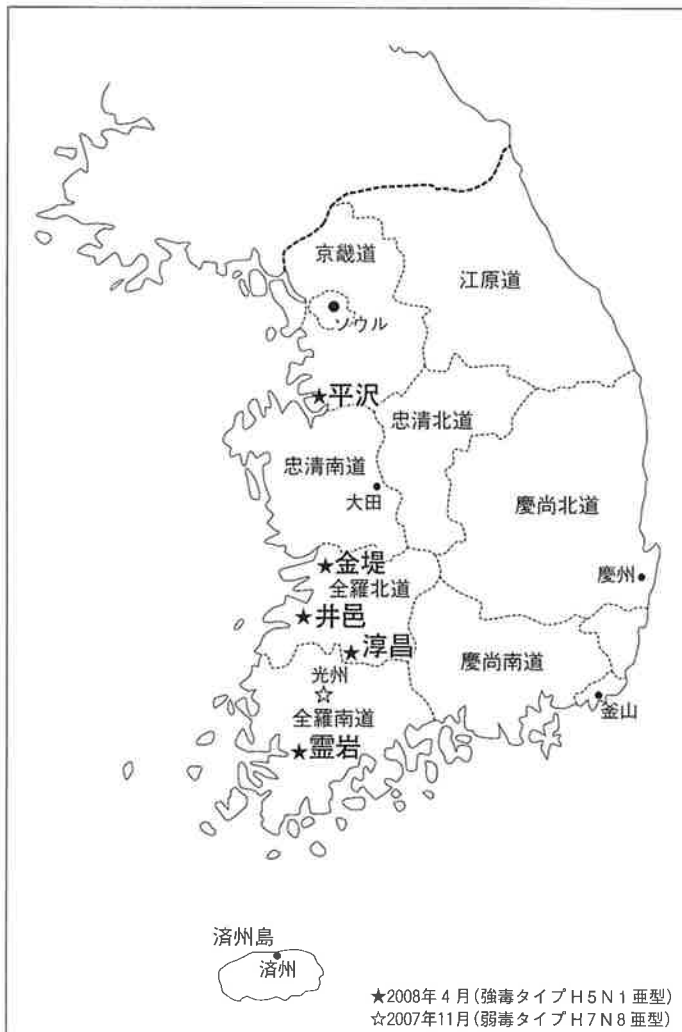 京畿道
江原道
ソウル
★平沢
忠清北道
忠清南道
大田
慶尚北道
★金堤
全羅北道
慶州
★井邑
★淳昌
慶尚南道
光州
☆
全羅南道
釜山
★霊岩
済州島
済州
★2008年4月(強毒タイプH5N1亜型)
☆2007年11月(弱毒タイプH7N8亜型)